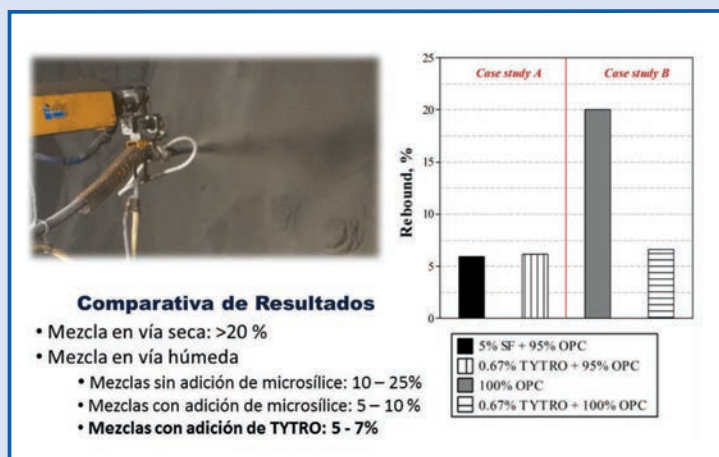 Comparativa de Resultados
• Mezcla en vía seca: >20 %
• Mezcla en vía húmeda
• Mezclas sin adición de microsílice: 10 – 25%
• Mezclas con adición de microsílice: 5 – 10 %
• Mezclas con adición de TYTRO: 5 - 7%
Case study A
Case study B
Rebound, %
25
20
15
10
5
0
5% SF + 95% OPC
0.67% TYTRO + 95% OPC
100% OPC
0.67% TYTRO + 100% OPC